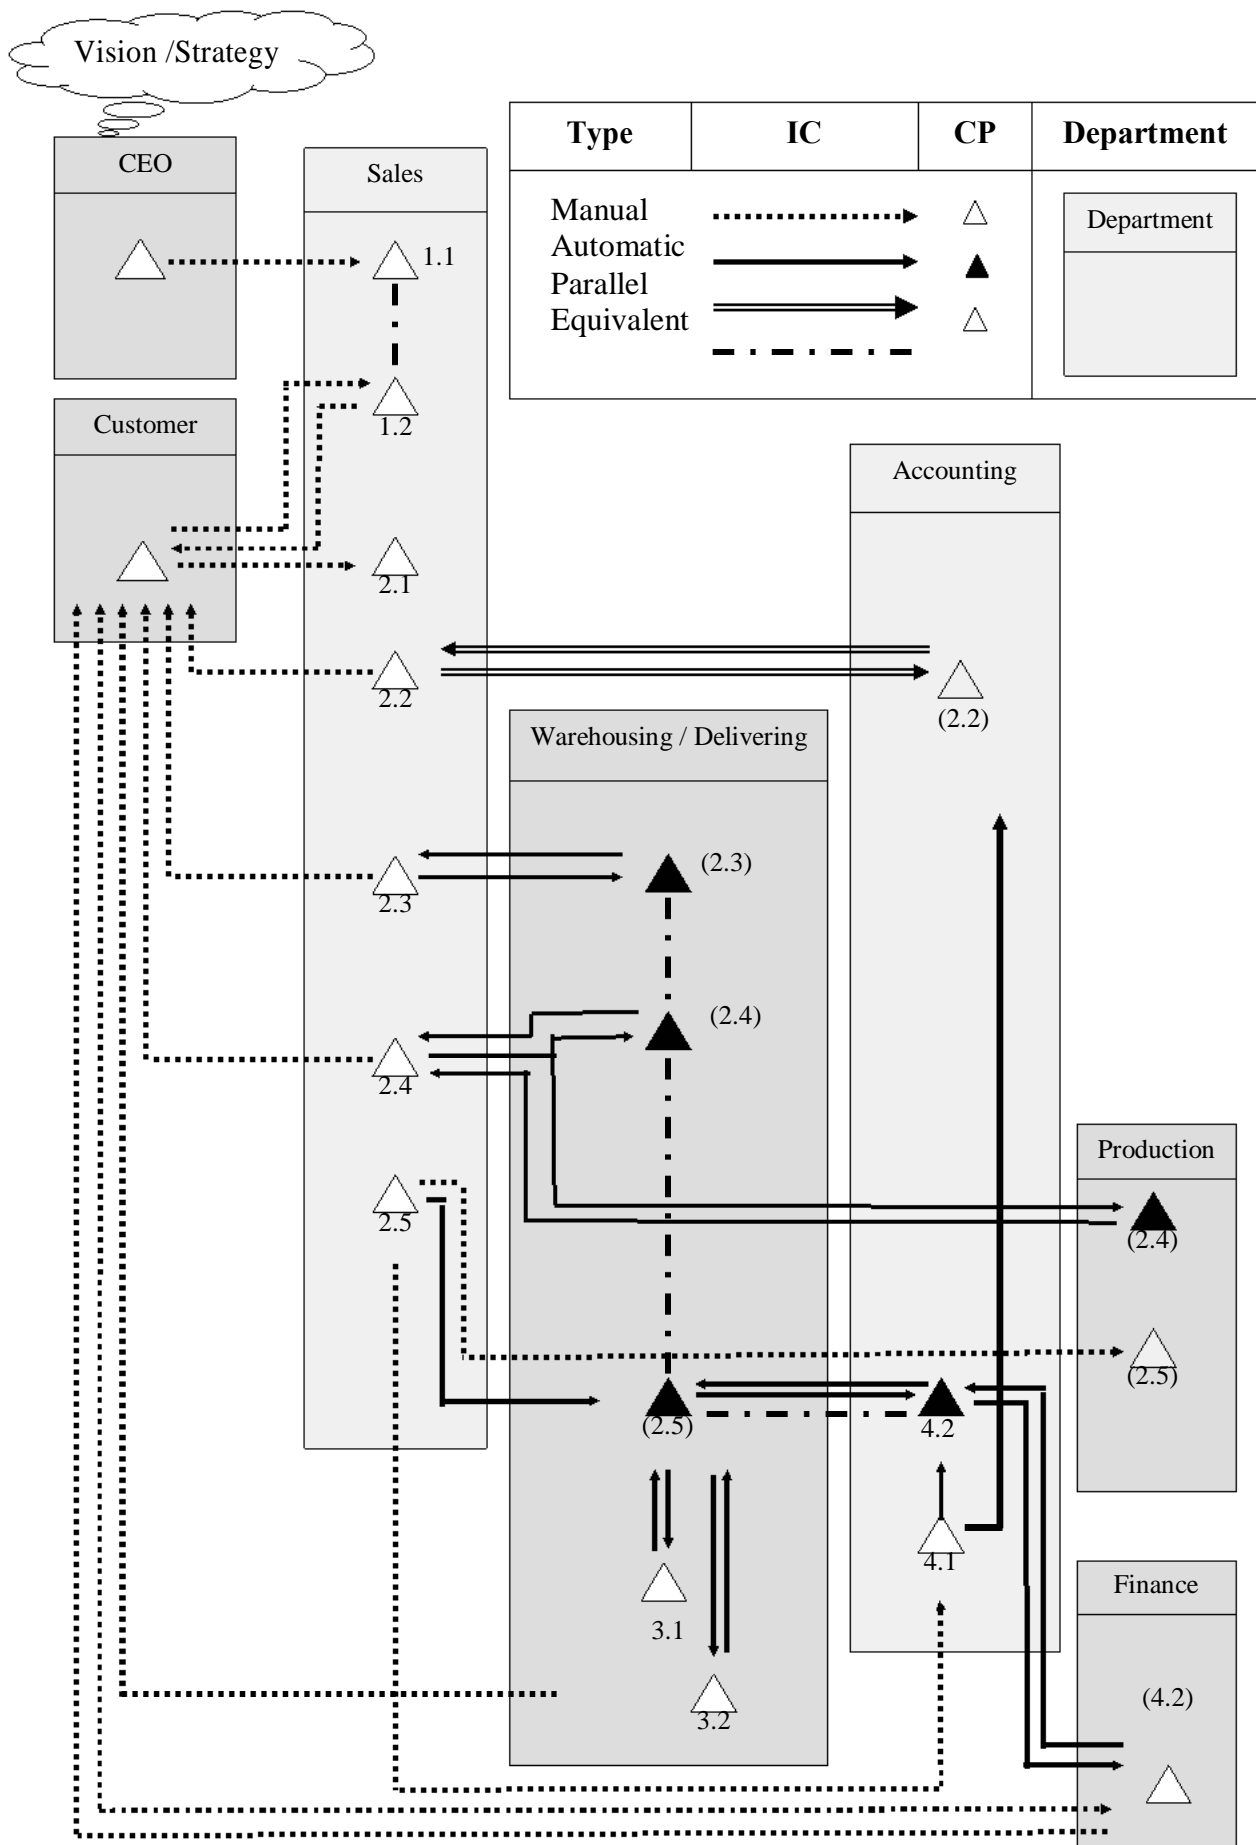 Vision /Strategy
Type IC CP Department
CEO
Sales
Manual
Automatic
Parallel
Equivalent
Department
1.1
Customer
1.2
Accounting
2.1
2.2
(2.2)
Warehousing / Delivering
(2.3)
2.3
(2.4)
2.4
Production
2.5
(2.4)
(2.5)
(2.5)
4.2
4.1
Finance
3.1
(4.2)
3.2